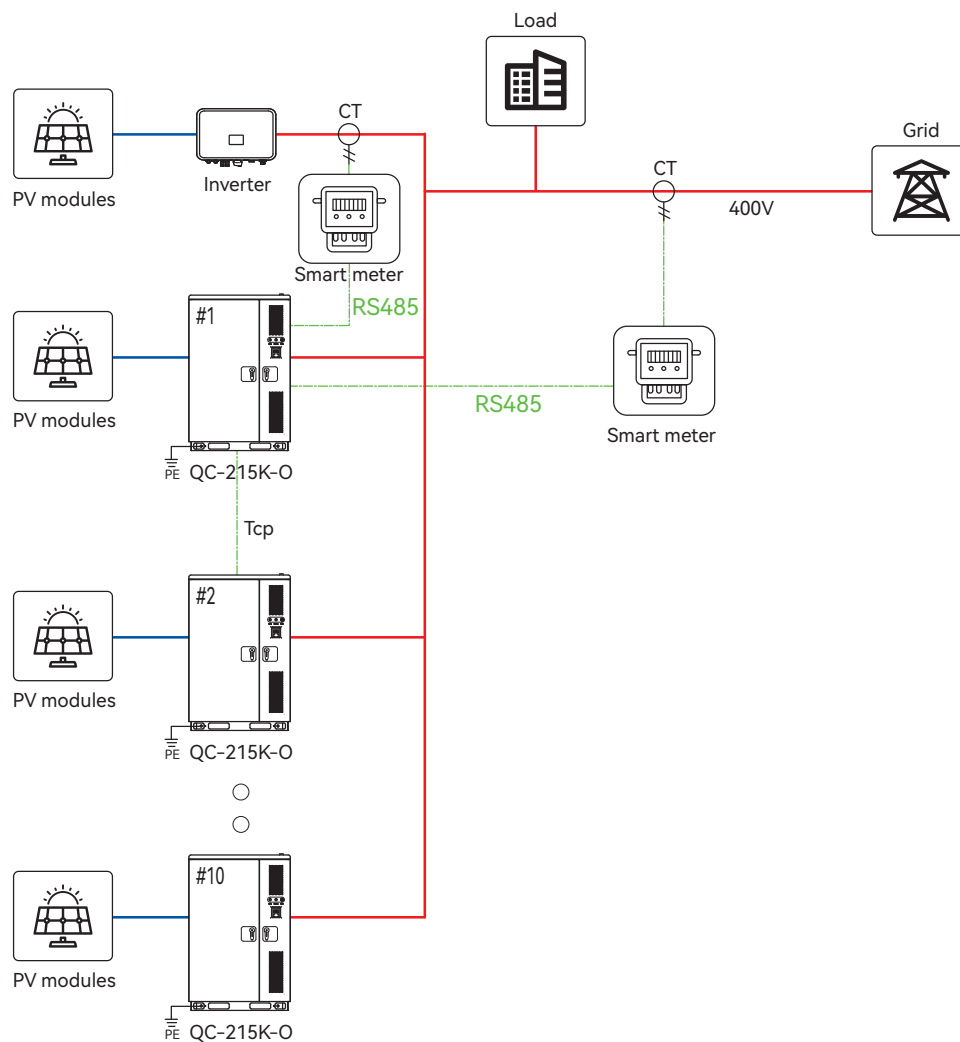 Load
CT
Grid
PV modules
Inverter
CT
400V
Smart meter
RS485
#1
PV modules
RS485
Smart meter
PE
QC-215K-O
Tcp
#2
PV modules
PE
QC-215K-O
#10
PV modules
PE
QC-215K-O